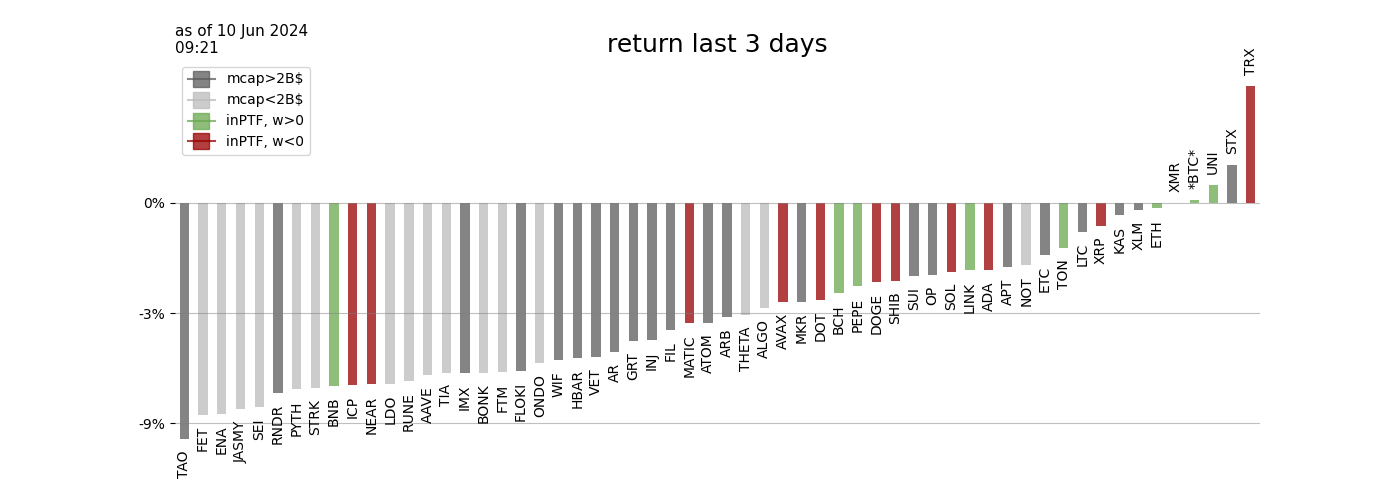 as of 10 Jun 2024
09:21
return last 3 days
mcap>2B$
mcap<2B$
inPTF, w>0
inPTF, w<0
0%
-3%
-9%
TAO
FET
ENA
JASMY
SEI
RNDR
PYTH
STRK
BNB
ICP
NEAR
LDO
RUNE
AAVE
TIA
IMX
BONK
FTM
FLOKI
ONDO
WIF
HBAR
VET
AR
GRT
INJ
FIL
MATIC
ATOM
ARB
THETA
ALGO
AVAX
MKR
DOT
BCH
PEPE
DOGE
SHIB
SUI
OP
SOL
LINK
ADA
APT
NOT
ETC
TON
LTC
XRP
KAS
XLM
ETH
XMR
*BTC*
UNI
STX
TRX